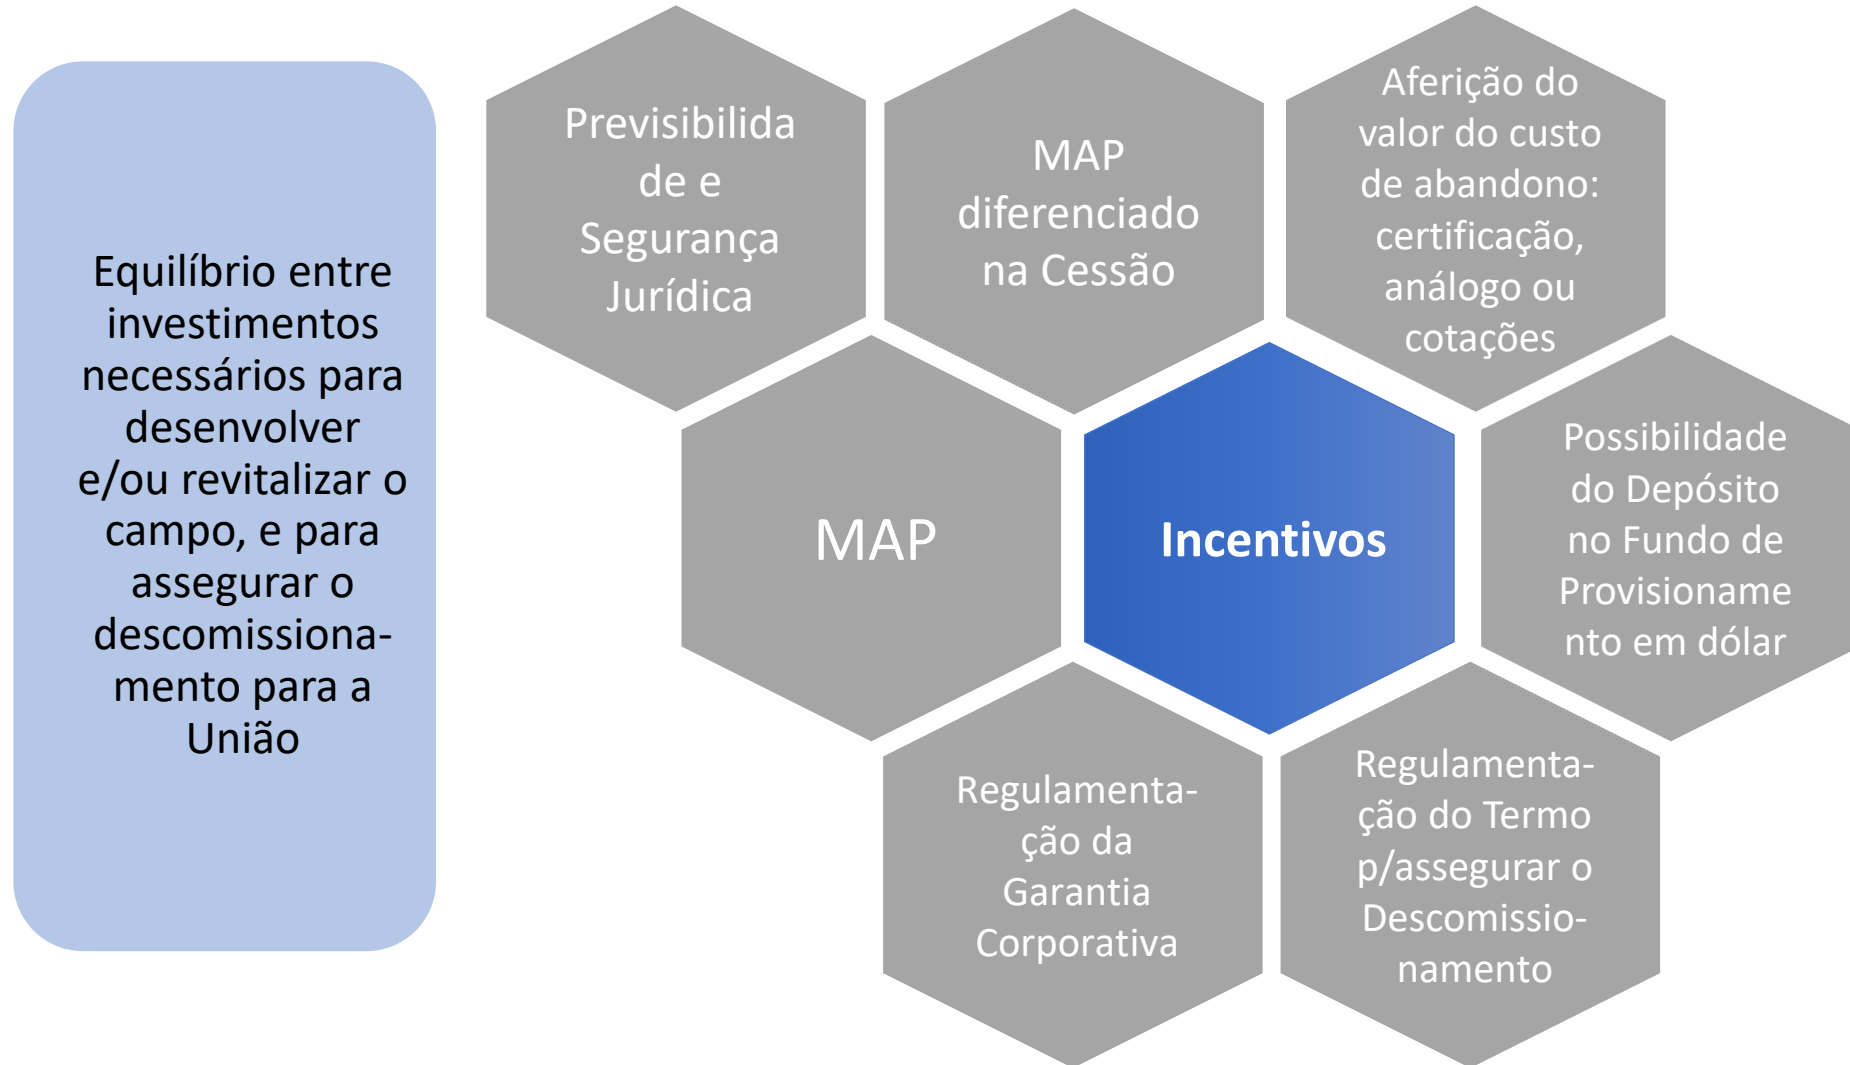 Equilíbrio entre
investimentos
necessários para
desenvolver
e/ou revitalizar o
campo, e para
assegurar o
descomissiona-
mento para a
União
Previsibilida
de e
Segurança
Jurídica
MAP
diferenciado
na Cessão
Aferição do
valor do custo
de abandono:
certificação,
análogo ou
cotações
MAP
Incentivos
Possibilidade
do Depósito
no Fundo de
Provisioname
nto em dólar
Regulamenta-
ção da
Garantia
Corporativa
Regulamenta-
ção do Termo
p/assegurar o
Descomissio-
namento